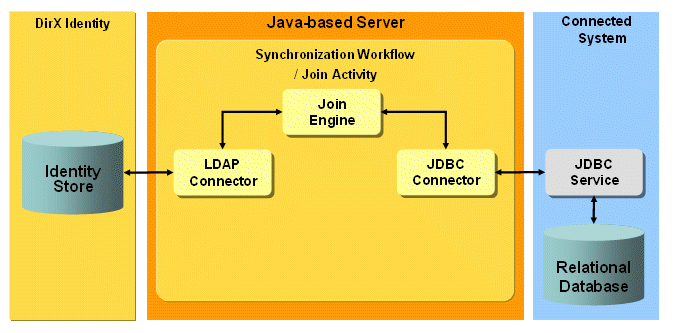 DirX Identity
Java-based Server
Connected
System
Synchronization Workflow
/ Join Activity
Join
Engine
Identity
Store
LDAP
Connector
JDBC
Connector
JDBC
Service
Relational
Database